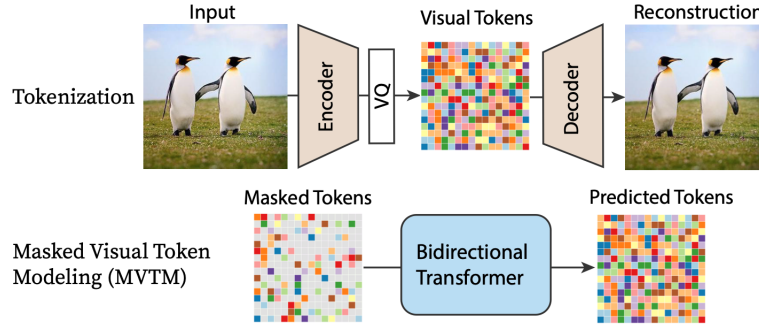 Input
Visual Tokens
Reconstruction
Tokenization
Encoder
VQ
Decoder
Masked Tokens
Predicted Tokens
Masked Visual Token
Modeling (MVTM)
Bidirectional
Transformer